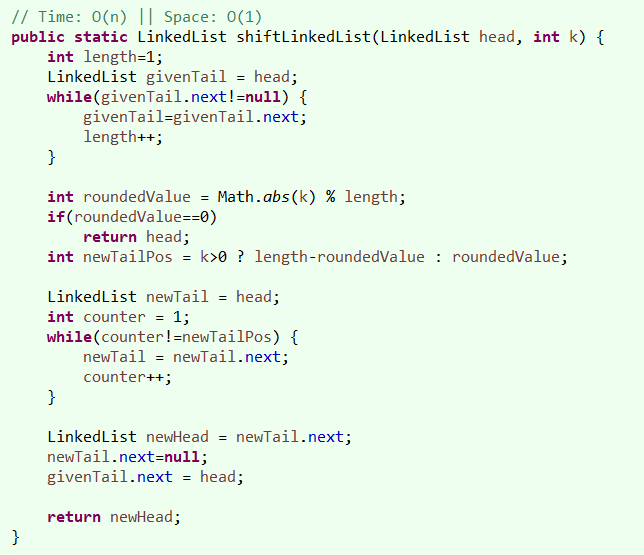 // Time: O(n) || Space: O(1)
public static LinkedList shiftLinkedList(LinkedList head, int k) {
    int length=1;
    LinkedList givenTail = head;
    while(givenTail.next!=null) {
        givenTail=givenTail.next;
        length++;
    }

    int roundedValue = Math.abs(k) % length;
    if(roundedValue==0)
        return head;
    int newTailPos = k>0 ? length-roundedValue : roundedValue;

    LinkedList newTail = head;
    int counter = 1;
    while(counter!=newTailPos) {
        newTail = newTail.next;
        counter++;
    }

    LinkedList newHead = newTail.next;
    newTail.next=null;
    givenTail.next = head;

    return newHead;
}